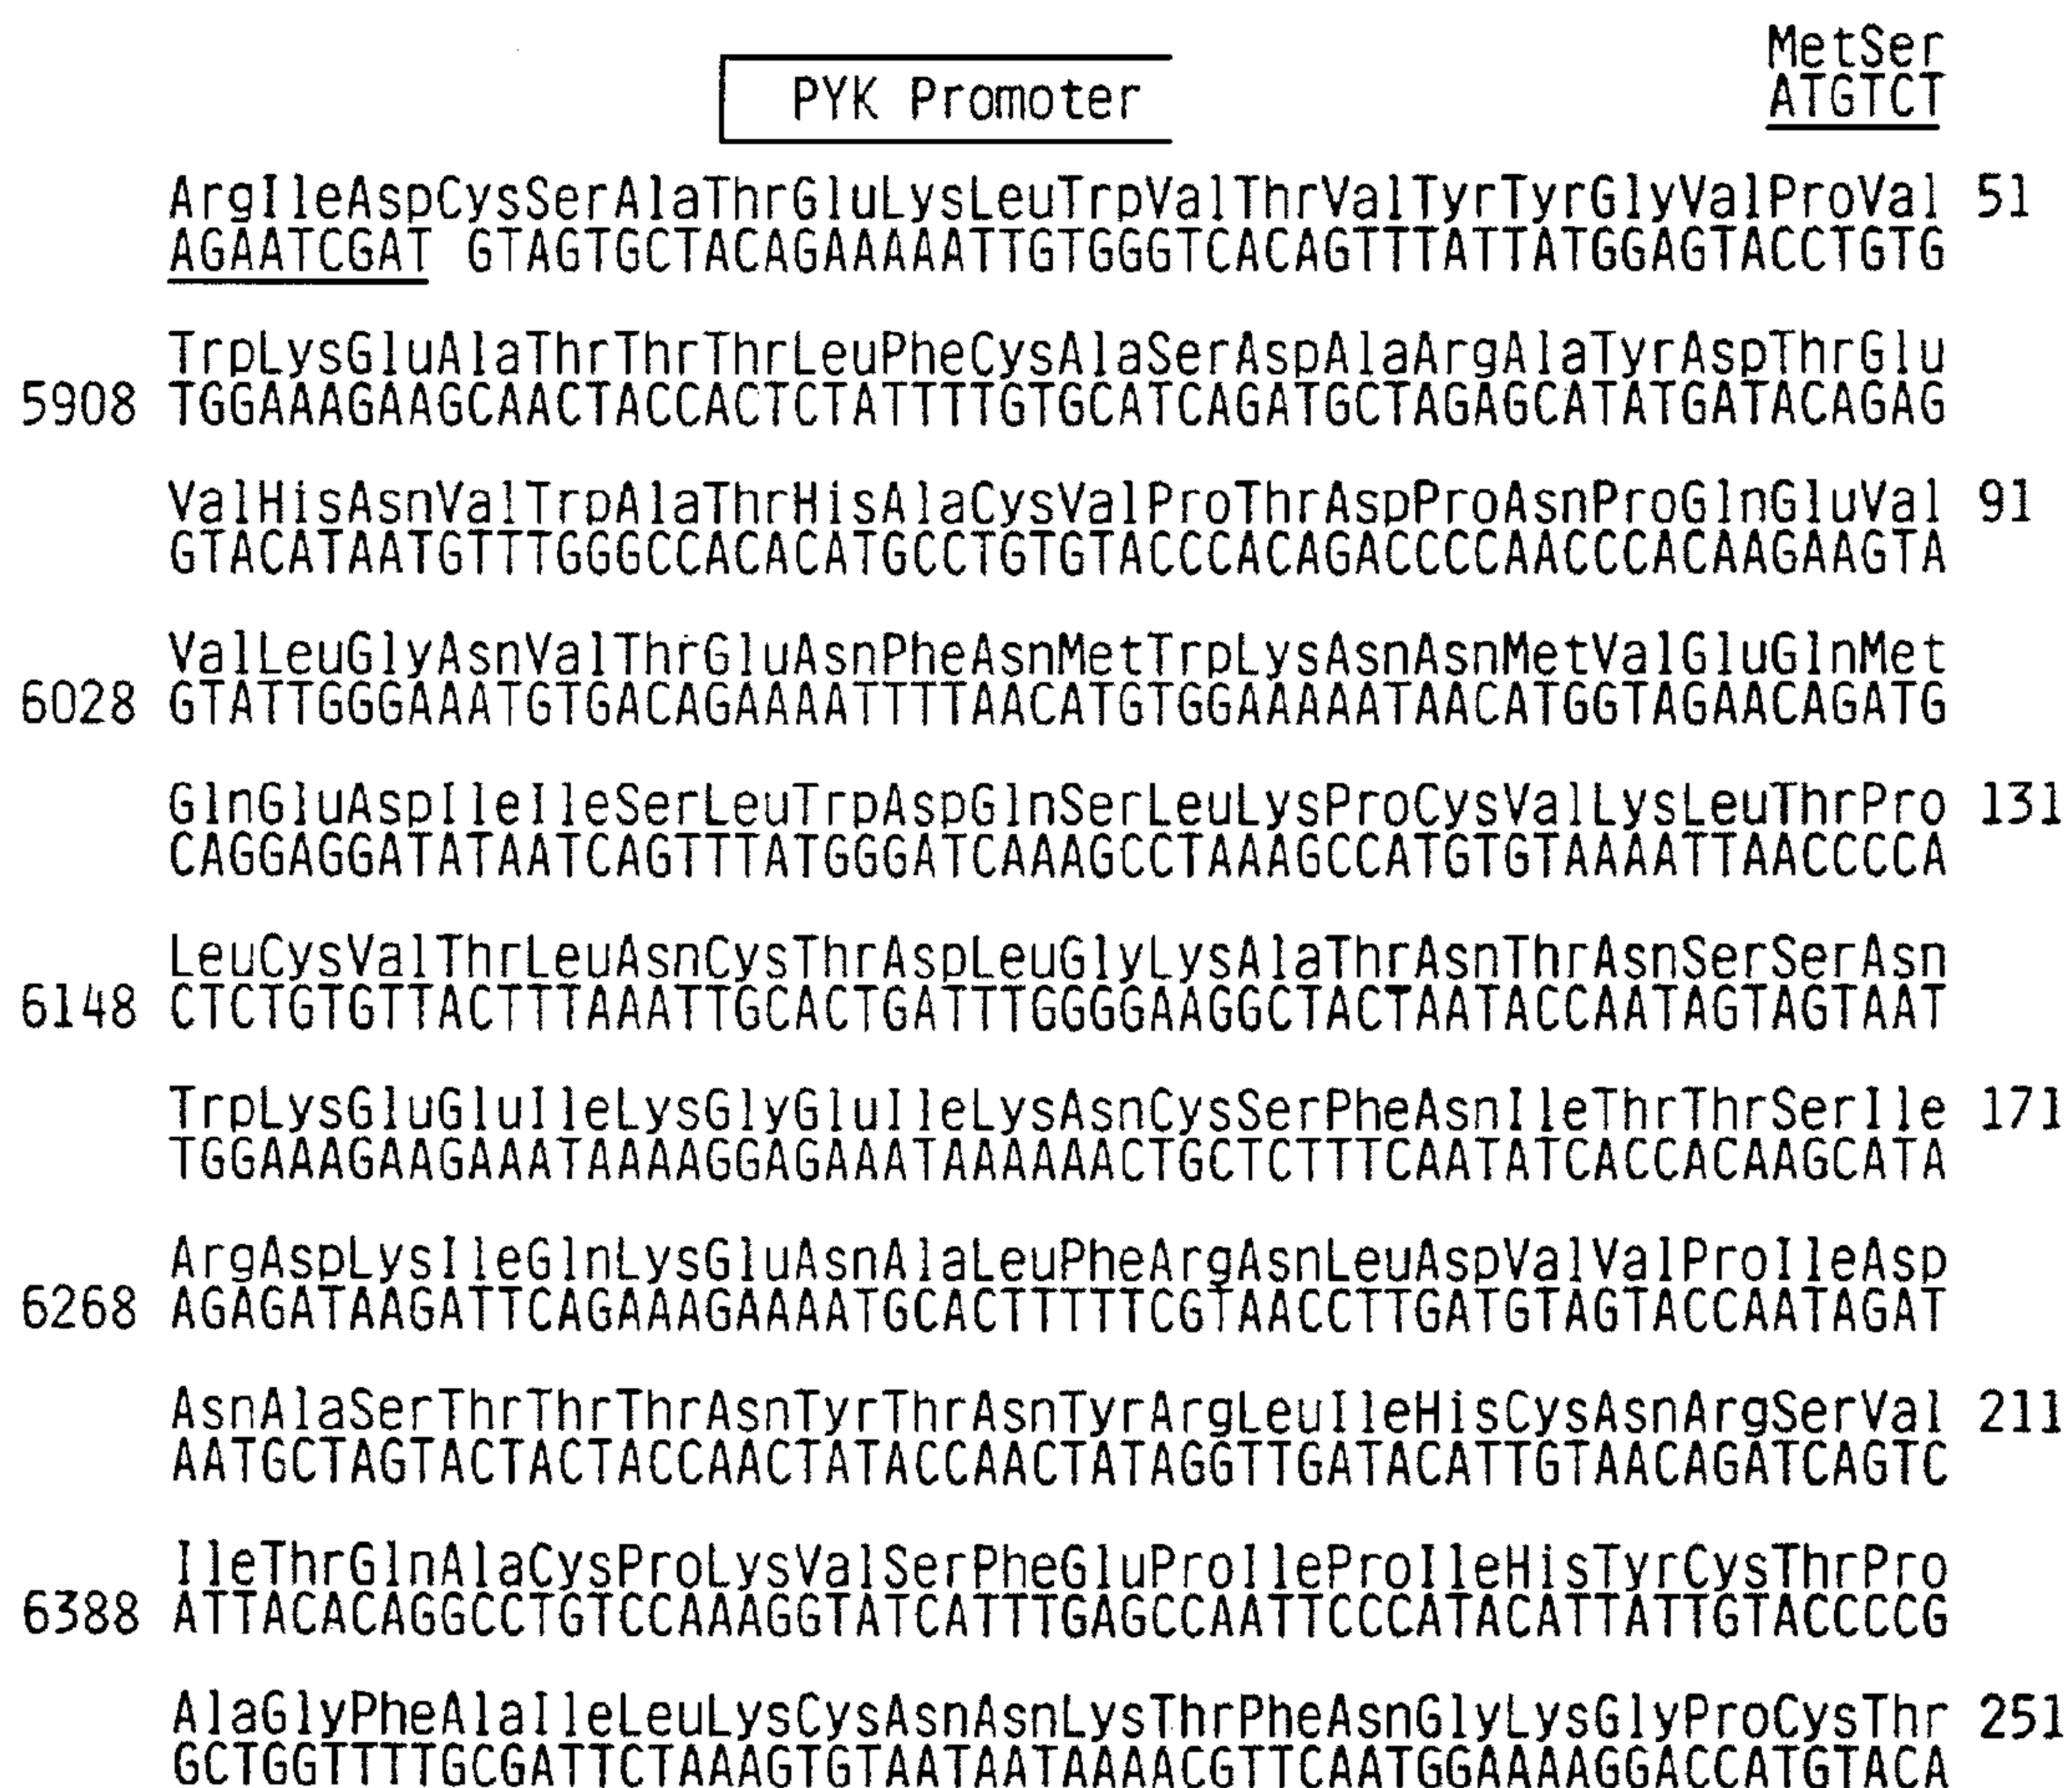 MetSer
PYK Promoter ATGTCT
ArgIleAspCysSerAlaThrGluLysLeuTrpValThrValTyrTyrGlyValProVal 51
AGAATCGAT GTAGTGCTACAGAAAAATTGTGGGTCACAGTTTATTATGGAGTACCTGTG
TrpLysGluAlaThrThrThrLeuPheCysAlaSerAspAlaArgAlaTyrAspThrGlu
5908 TGGAAAGAAGCAACTACCACTCTATTTTGTGCATCAGATGCTAGAGCATATGATACAGAG
ValHisAsnValTrpAlaThrHisAlaCysValProThrAspProAsnProGlnGluVal 91
GTACATAATGTTTGGGCCACACATGCCTGTGTACCCACAGACCCCAACCCACAAGAAGTA
ValLeuGlyAsnValThrGluAsnPheAsnMetTrpLysAsnAsnMetValGluGlnMet
6028 GTATTGGGAAATGTGACAGAAAATTTTAACATGTGGAAAAATAACATGGTAGAACAGATG
GlnGluAspIleIleSerLeuTrpAspGlnSerLeuLysProCysValLysLeuThrPro 131
CAGGAGGATATAATCAGTTTATGGGATCAAAGCCTAAAGCCATGTGTAAAATTAACCCCA
LeuCysValThrLeuAsnCysThrAspLeuGlyLysAlaThrAsnThrAsnSerSerAsn
6148 CTCTGTGTTACTTTAAATTGCACTGATTTGGGGAAGGCTACTAATACCAATAGTAGTAAT
TrpLysGluGluIleLysGlyGluIleLysAsnCysSerPheAsnIleThrThrSerIle 171
TGGAAAGAAGAAATAAAAGGAGAAATAAAAAACTGCTCTTTCAATATCACCACAAGCATA
ArgAspLysIleGlnLysGluAsnAlaLeuPheArgAsnLeuAspValValProIleAsp
6268 AGAGATAAGATTCAGAAAGAAAATGCACTTTTTCGTAACCTTGATGTAGTACCAATAGAT
AsnAlaSerThrThrThrAsnTyrThrAsnTyrArgLeuIleHisCysAsnArgSerVal 211
AATGCTAGTACTACTACCAACTATACCAACTATAGGTTGATACATTGTAACAGATCAGTC
IleThrGlnAlaCysProLysValSerPheGluProIleProIleHisTyrCysThrPro
6388 ATTACACAGGCCTGTCCAAAGGTATCATTTGAGCCAATTCCCATACATTATTGTACCCCG
AlaGlyPheAlaIleLeuLysCysAsnAsnLysThrPheAsnGlyLysGlyProCysThr 251
GCTGGTTTTGCGATTCTAAAGTGTAATAATAAAACGTTCAATGGAAAAGGACCATGTACA